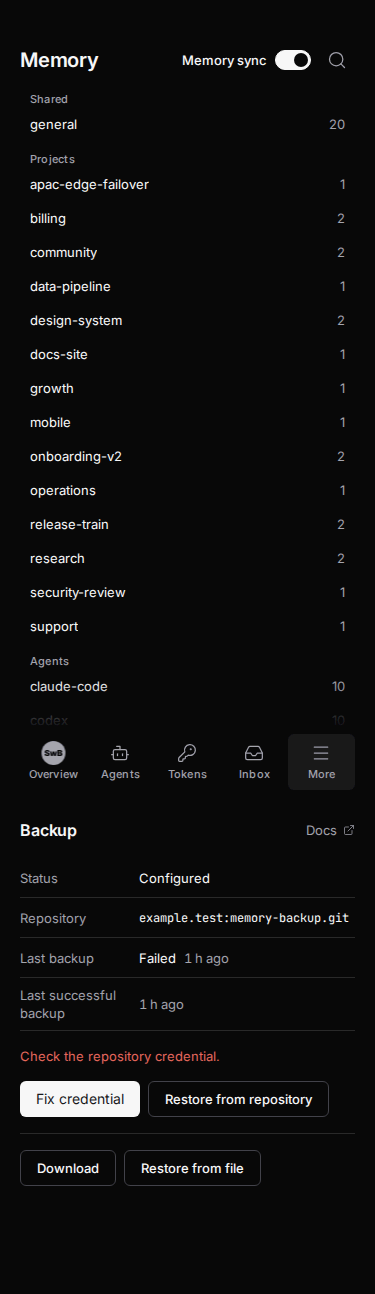 Memory
Memory sync
Shared
general 20
Projects
apac-edge-failover 1
billing 2
community 2
data-pipeline 1
design-system 2
docs-site 1
growth 1
mobile 1
onboarding-v2 2
operations 1
release-train 2
research 2
security-review 1
support 1
Agents
claude-code 10
codex 10
SwB
Overview Agents Tokens Inbox More
Backup Docs
Status Configured
Repository example.test:memory-backup.git
Last backup Failed 1 h ago
Last successful
backup 1 h ago
Check the repository credential.
Fix credential Restore from repository
Download Restore from file